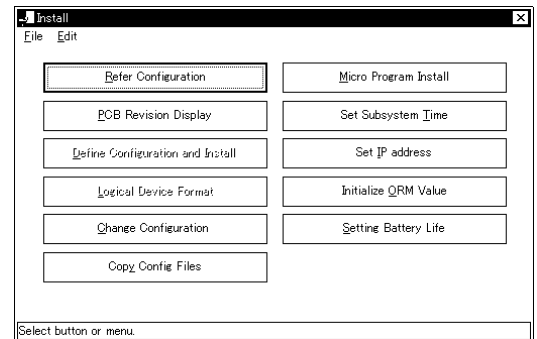 Install
File Edit
Refer Configuration
PCB Revision Display
Define Configuration and Install
Logical Device Format
Change Configuration
Copy Config Files
Micro Program Install
Set Subsystem Time
Set IP address
Initialize ORM Value
Setting Battery Life
Select button or menu.